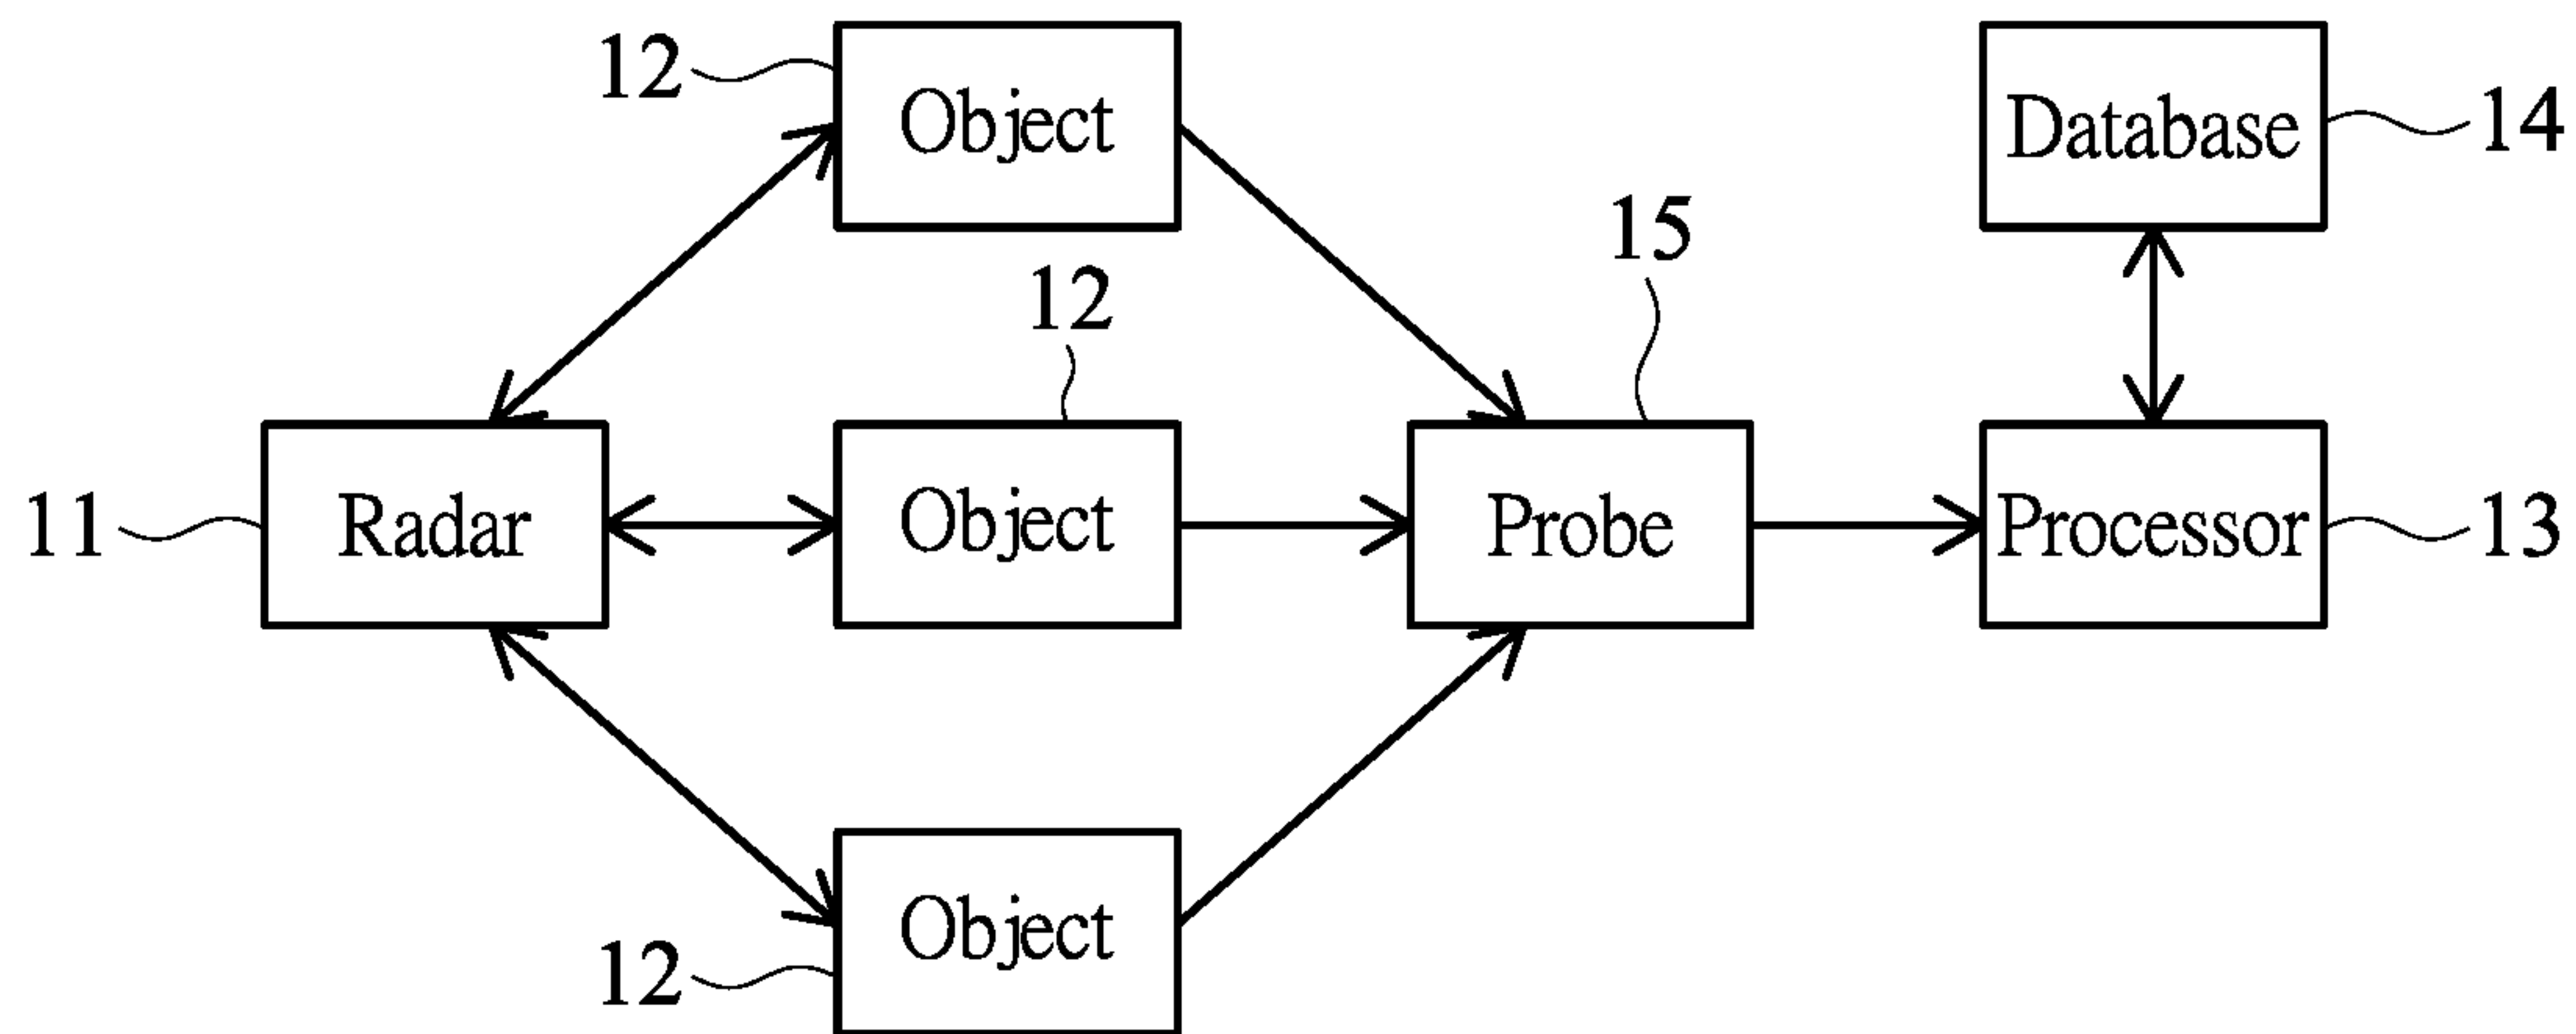 12
Object
Database
14
12
15
11
Radar
Object
Probe
Processor
13
Object
12